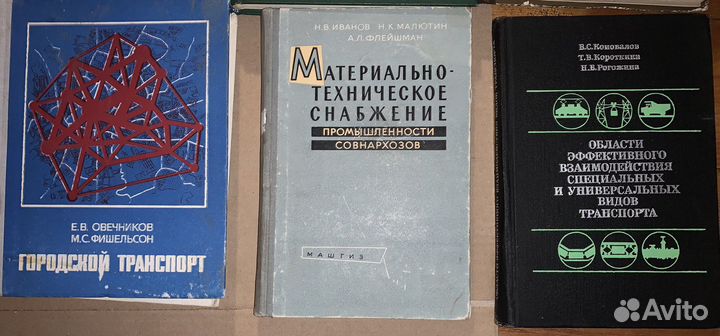 Е.В. ОВЕЧНИКОВ
М.С. ФИШЕЛЬСОН
ГОРОДСКОЙ ТРАНСПОРТ
Н.В. ИВАНОВ Н.К. МАЛЮТИН
А.Л. ФЛЕЙШМАН
МАТЕРИАЛЬНО-
ТЕХНИЧЕСКОЕ
СНАБЖЕНИЕ
ПРОМЫШЛЕННОСТИ
СОВНАРХОЗОВ
МАШГИЗ
В.С. Коновалов
Т.В. Короткина
Н.Б. Рогожина
ОБЛАСТИ
ЭФФЕКТИВНОГО
ВЗАИМОДЕЙСТВИЯ
СПЕЦИАЛЬНЫХ
И УНИВЕРСАЛЬНЫХ
ВИДОВ
ТРАНСПОРТА
Avito